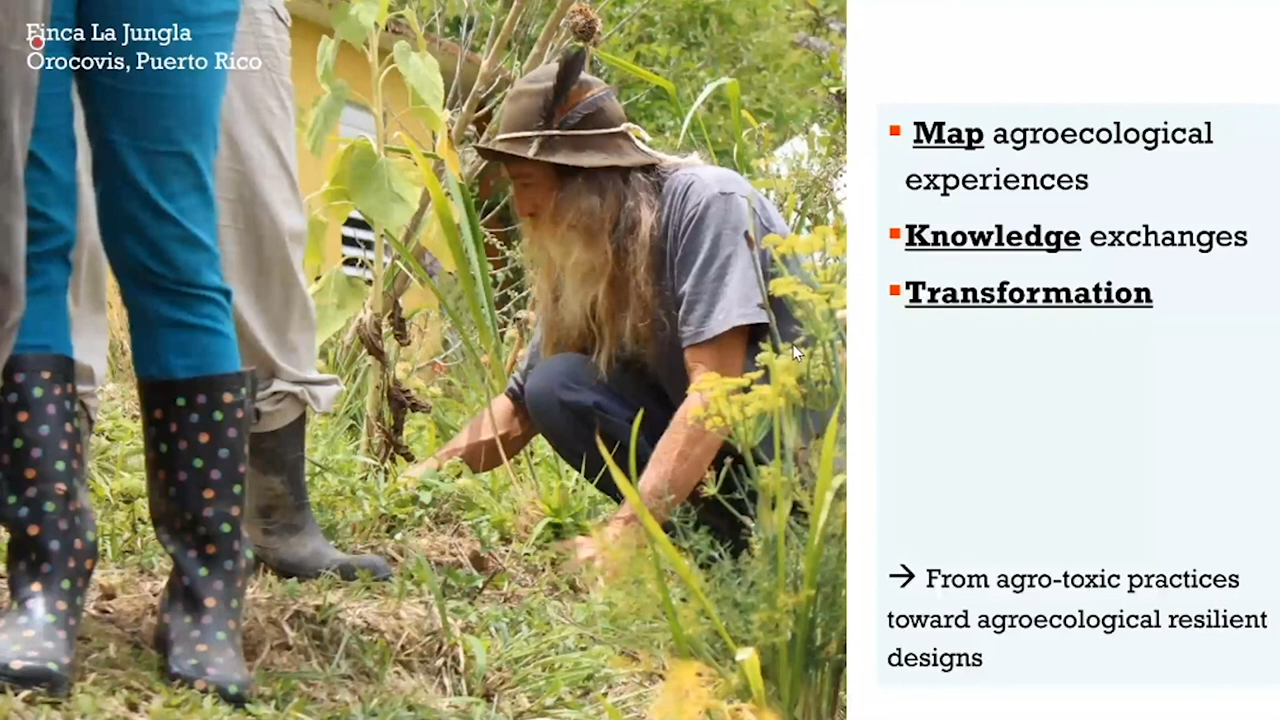 Finca La Jungla
Orocovis, Puerto Rico
▪ Map agroecological
experiences
▪ Knowledge exchanges
▪ Transformation
→ From agro-toxic practices
toward agroecological resilient
designs